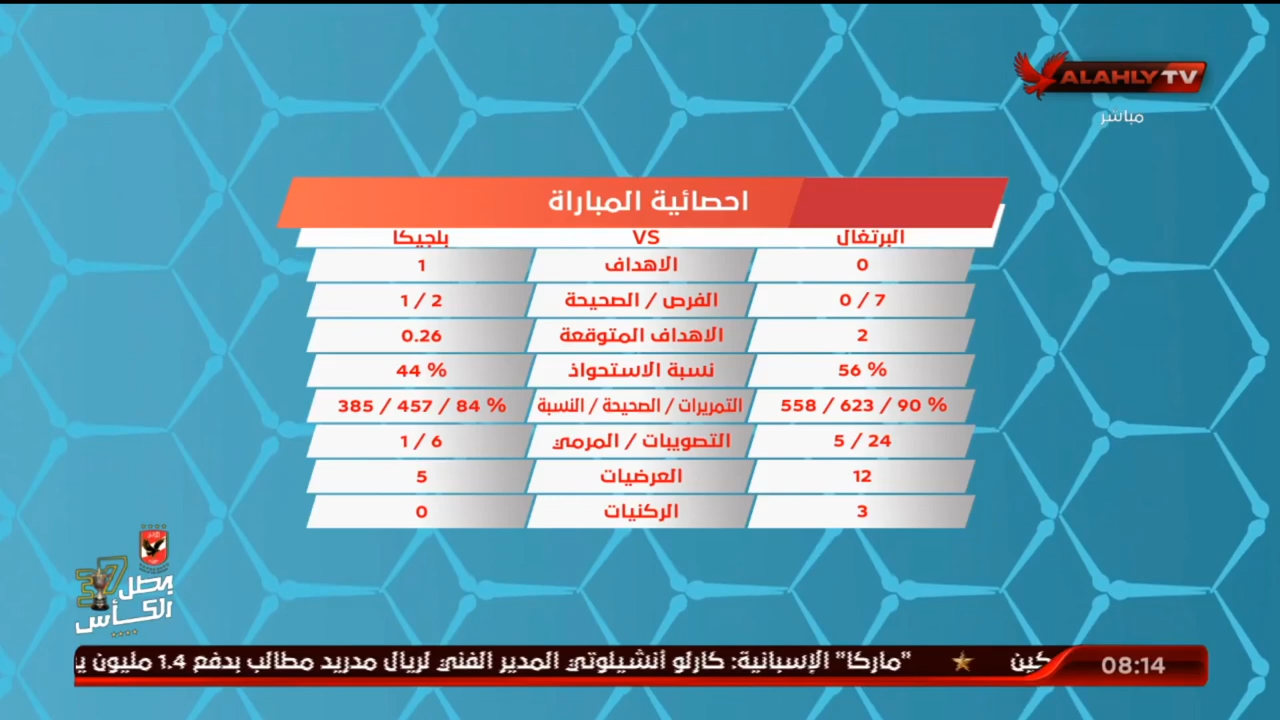 ALAHLY TV
مباشر
احصائية المباراة
البرتغال VS بلجيكا
0 الاهداف 1
0 / 7 الفرص / الصحيحة 1 / 2
2 الاهداف المتوقعة 0.26
56 % نسبة الاستحواذ 44 %
558 / 623 / 90 % التمريرات / الصحيحة / النسبة 385 / 457 / 84 %
5 / 24 التصويبات / المرمي 1 / 6
12 العرضيات 5
3 الركنيات 0
37
بطل
الكأس
كين ★ "ماركا" الإسبانية: كارلو أنشيلوتي المدير الفني لريال مدريد مطالب بدفع 1.4 مليون
08:14